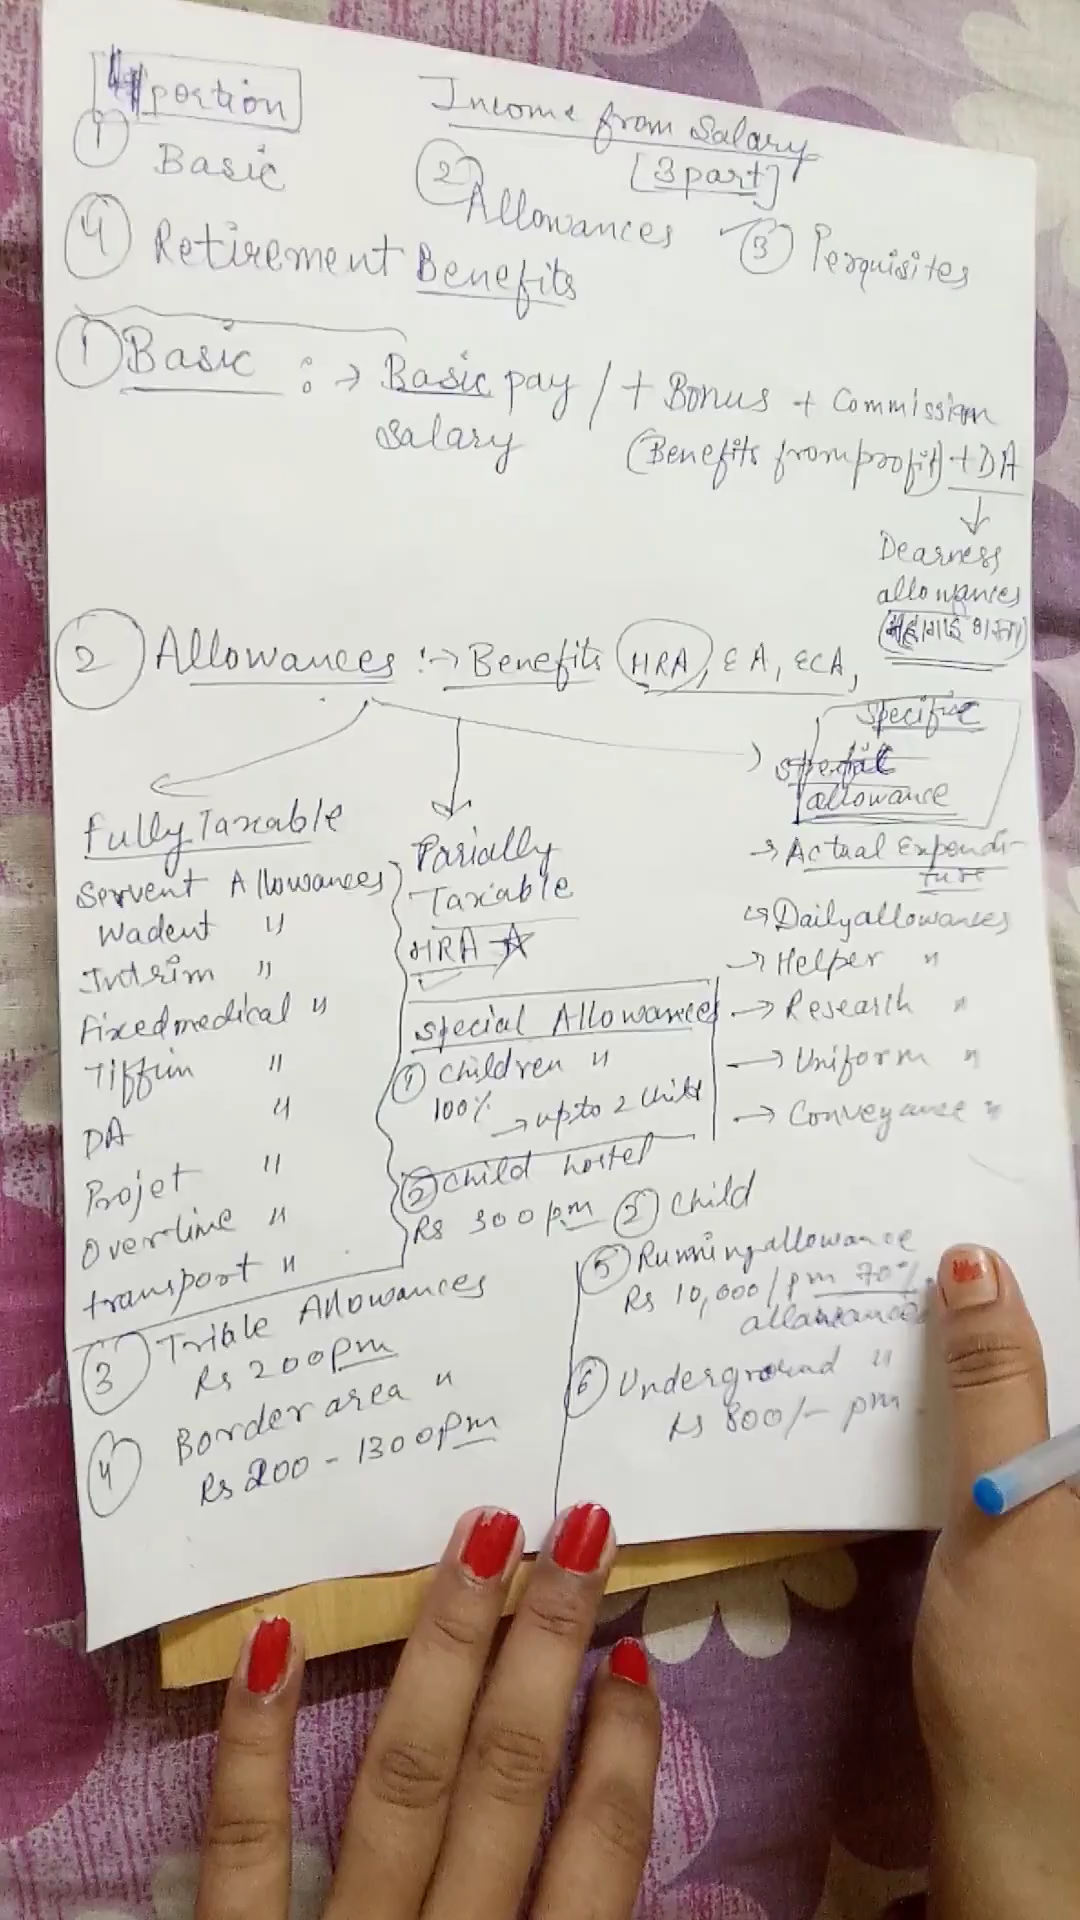 4 portion
Income from Salary
[3 part]
① Basic
② Allowances
③ Perquisites
④ Retirement Benefits
① Basic :→ Basic pay / + Bonus + Commission
Salary (Benefits from profit) + DA
↓
Dearness
allowances
② Allowances :→ Benefits HRA, EA, ECA,
Specific
allowance
Fully Taxable
Servent Allowances
Wadent "
Intrim "
Fixed medical "
Tiffin "
DA "
Projet "
Overtime "
transport "
Parially
Taxable
HRA ☆
Special Allowances
① Children "
100%
→ upto 2 Child
② Child hostel
Rs 300 pm ② Child
→ Actual Expendi-
ture
↳ Daily allowances
→ Helper "
→ Research "
→ Uniform "
→ Conveyance "
③ Trible Allowances
Rs 200 pm
④ Border area "
Rs 200 - 1300 pm
⑤ Running allowance
Rs 10,000/pm 70%
⑥ Underground "
Rs 800/- pm